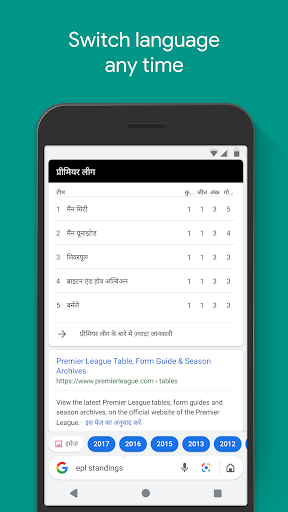 Switch language
any time
प्रीमियर लीग
टीम कु... जीत अंक गो...
1 मैन सिटी 1 1 3 5
2 मैन यूनाइटेड 1 1 3 4
3 लिवरपूल 1 1 3 3
4 ब्राइटन एंड होव अल्बियन 1 1 3 3
5 बर्नले 1 1 3 3
प्रीमियर लीग के बारे में ज़्यादा जानकारी
Premier League Table, Form Guide & Season
Archives
https://www.premierleague.com › tables
View the latest Premier League tables, form guides
and season archives, on the official website of the Premier
League. - इस पेज का अनुवाद करें
इमेज 2017 2016 2015 2013 2012
G epl standings